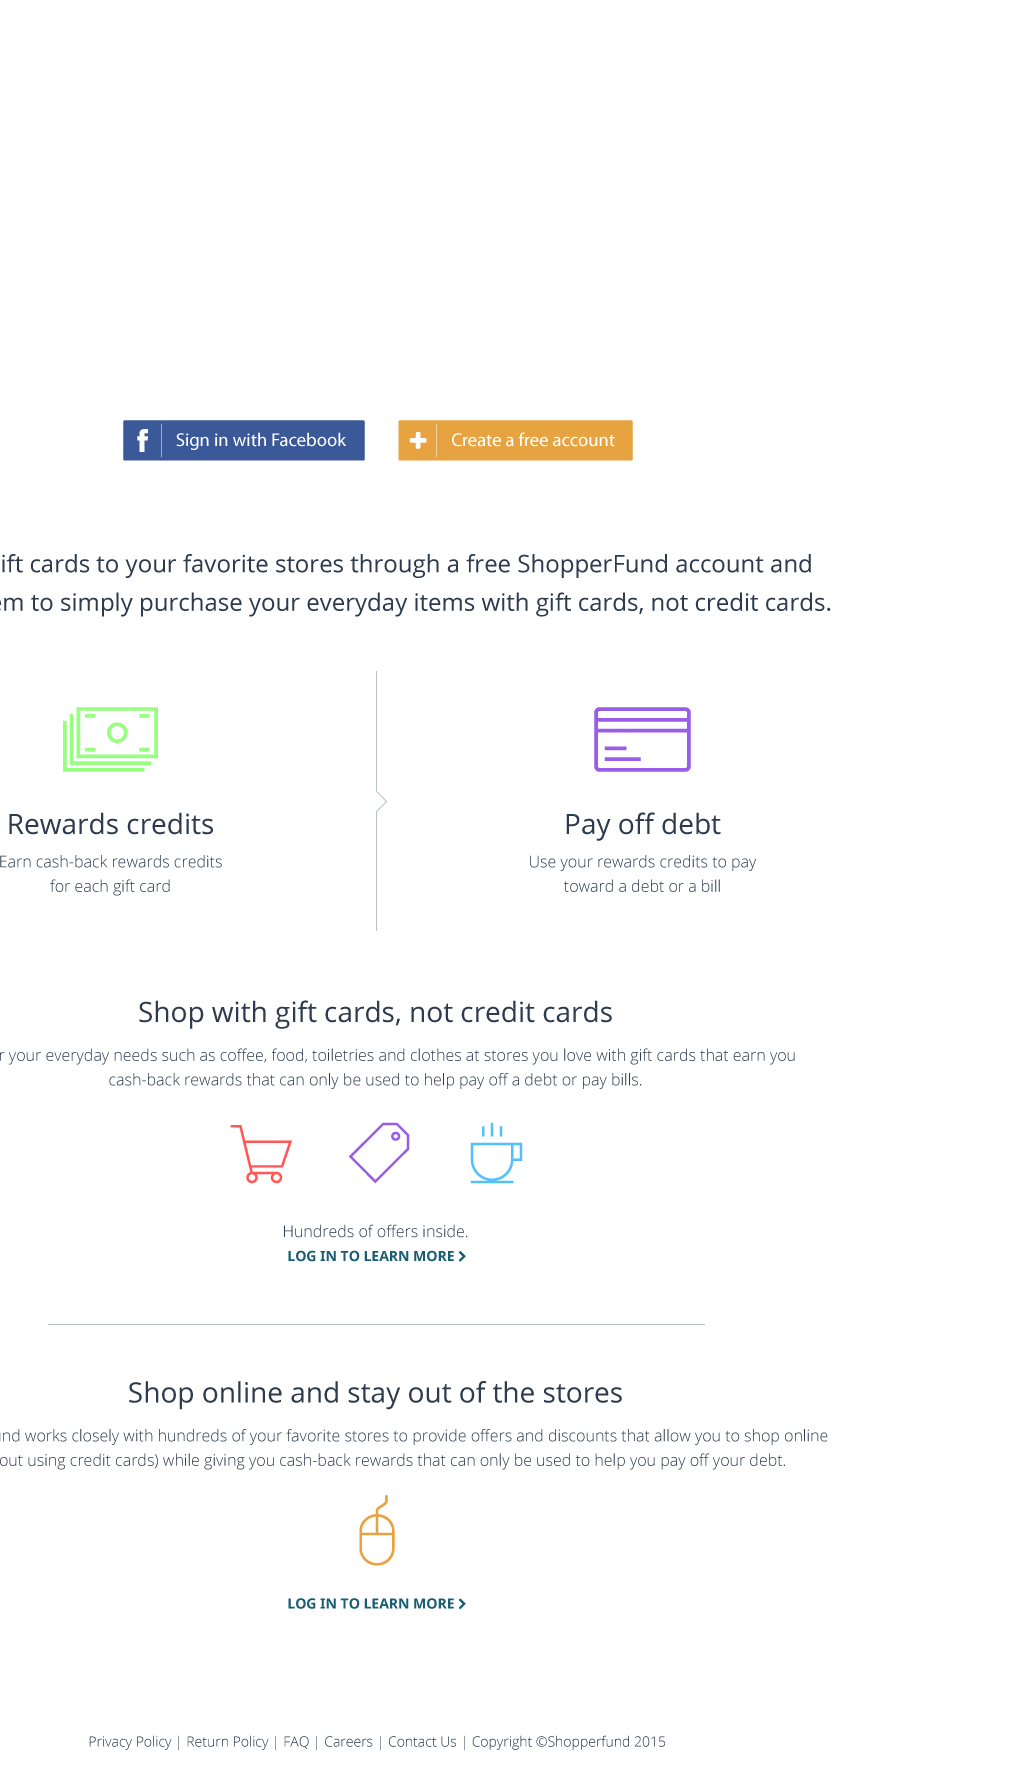 Sign in with Facebook
Create a free account
ift cards to your favorite stores through a free ShopperFund account and
em to simply purchase your everyday items with gift cards, not credit cards.
Rewards credits
Earn cash-back rewards credits
for each gift card
Pay off debt
Use your rewards credits to pay
toward a debt or a bill
Shop with gift cards, not credit cards
r your everyday needs such as coffee, food, toiletries and clothes at stores you love with gift cards that earn you
cash-back rewards that can only be used to help pay off a debt or pay bills.
Hundreds of offers inside.
LOG IN TO LEARN MORE
Shop online and stay out of the stores
und works closely with hundreds of your favorite stores to provide offers and discounts that allow you to shop online
out using credit cards) while giving you cash-back rewards that can only be used to help you pay off your debt.
LOG IN TO LEARN MORE
Privacy Policy | Return Policy | FAQ | Careers | Contact Us | Copyright ©Shopperfund 2015